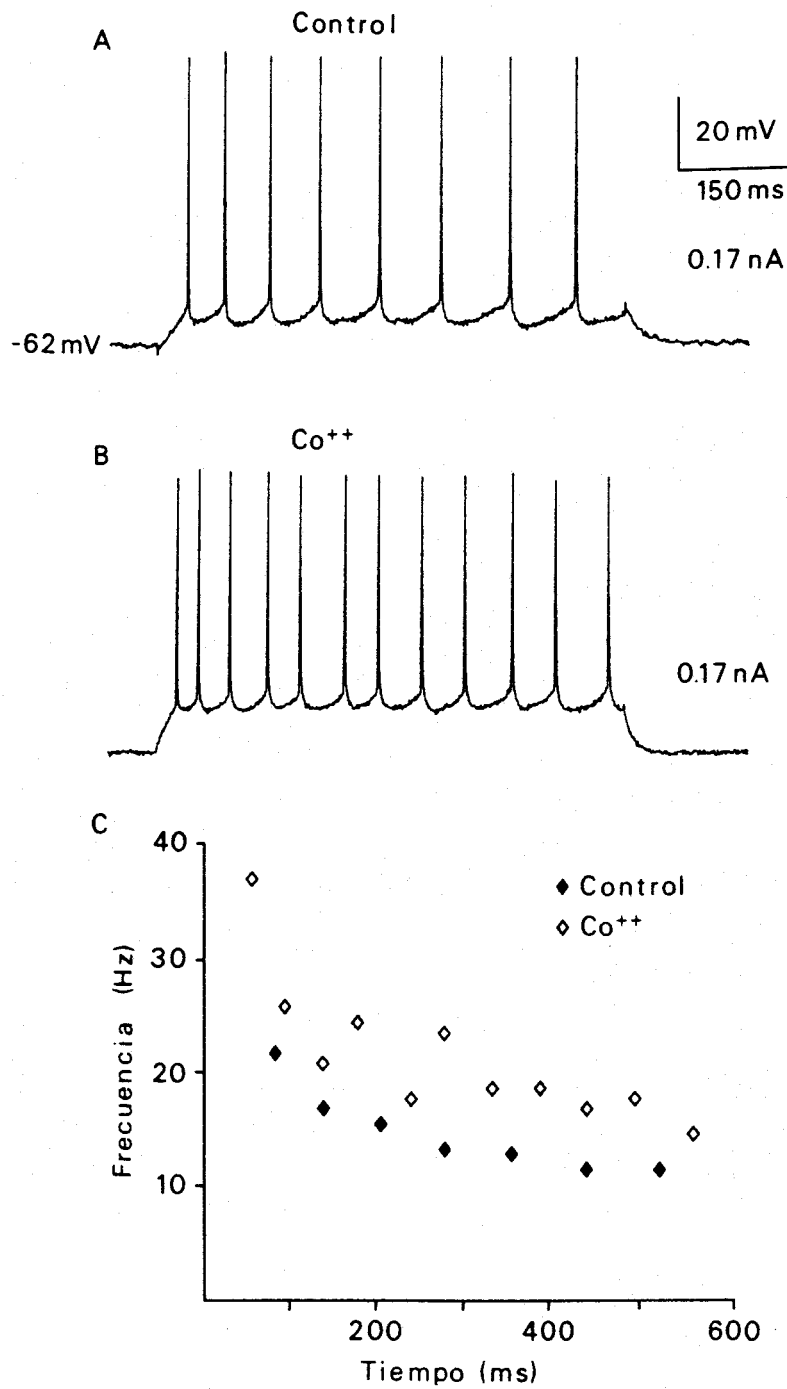 A
Control
20 mV
150 ms
0.17 nA
-62 mV
B
Co++
0.17 nA
C
40
30
20
10
Frecuencia (Hz)
Control
Co++
200
400
600
Tiempo (ms)